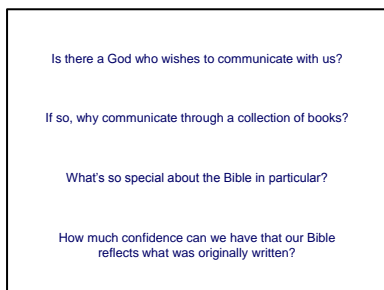 Is there a God who wishes to communicate with us?
If so, why communicate through a collection of books?
What's so special about the Bible in particular?
How much confidence can we have that our Bible
reflects what was originally written?